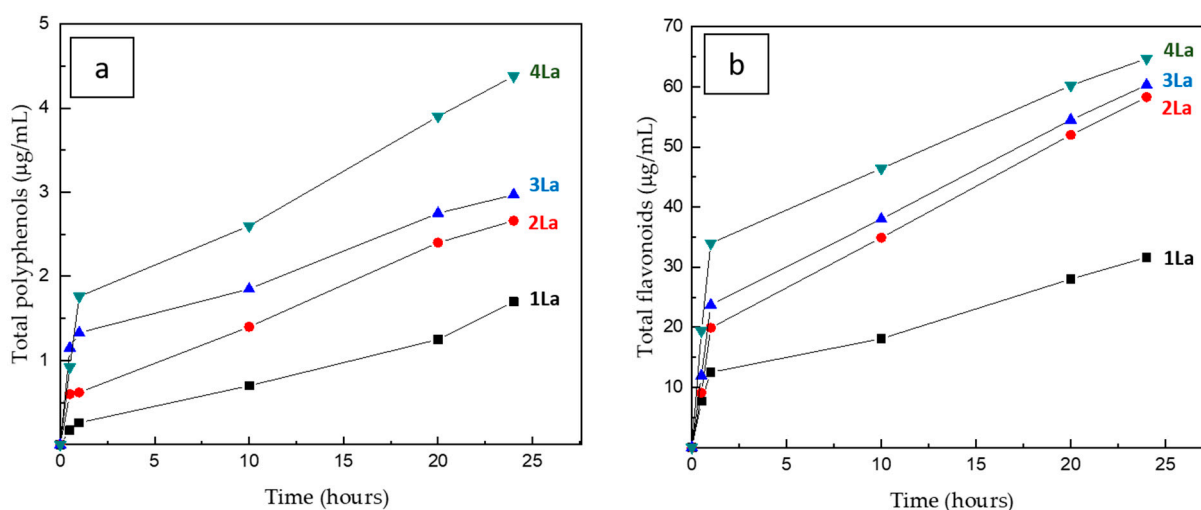 a
Total polyphenols (μg/mL)
5
4
3
2
1
0
5
10
15
20
25
Time (hours)
4La
3La
2La
1La
b
Total flavonoids (μg/mL)
70
60
50
40
30
20
10
0
5
10
15
20
25
Time (hours)
4La
3La
2La
1La